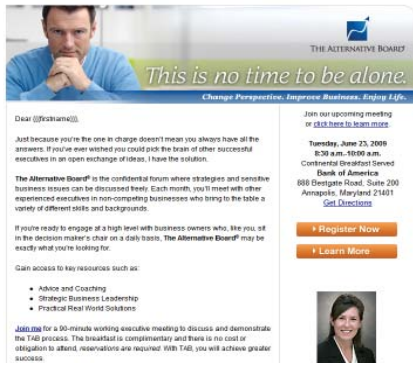 THE ALTERNATIVE BOARD®
This is no time to be alone.
Change Perspective. Improve Business. Enjoy Life.
Dear {{{firstname}}},
Just because you're the one in charge doesn't mean you always have all the
answers. If you've ever wished you could pick the brain of other successful
executives in an open exchange of ideas, I have the solution.
The Alternative Board® is the confidential forum where strategies and sensitive
business issues can be discussed freely. Each month, you'll meet with other
experienced executives in non-competing businesses who bring to the table a
variety of different skills and backgrounds.
If you're ready to engage at a high level with business owners who, like you, sit
in the decision maker's chair on a daily basis, The Alternative Board® may be
exactly what you're looking for.
Gain access to key resources such as:
• Advice and Coaching
• Strategic Business Leadership
• Practical Real World Solutions
Join me for a 90-minute working executive meeting to discuss and demonstrate
the TAB process. The breakfast is complimentary and there is no cost or
obligation to attend, reservations are required. With TAB, you will achieve greater
success.
Join our upcoming meeting
or click here to learn more.
Tuesday, June 23, 2009
8:30 a.m.-10:00 a.m.
Continental Breakfast Served
Bank of America
888 Bestgate Road, Suite 200
Annapolis, Maryland 21401
Get Directions
Register Now
Learn More